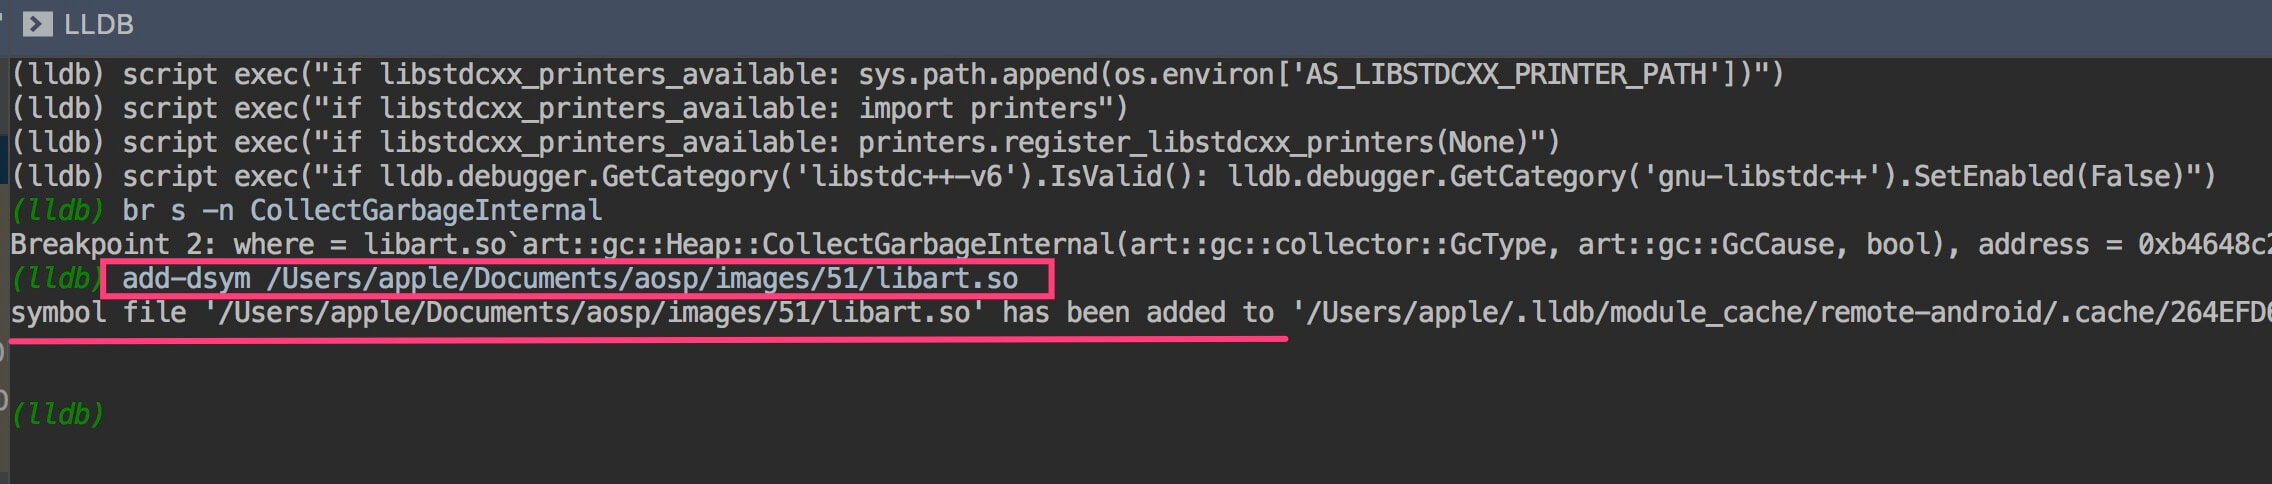 LLDB
(lldb) script exec("if libstdcxx_printers_available: sys.path.append(os.environ['AS_LIBSTDCXX_PRINTER_PATH'])")
(lldb) script exec("if libstdcxx_printers_available: import printers")
(lldb) script exec("if libstdcxx_printers_available: printers.register_libstdcxx_printers(None)")
(lldb) script exec("if lldb.debugger.GetCategory('libstdc++-v6').IsValid(): lldb.debugger.GetCategory('gnu-libstdc++').SetEnabled(False)")
(lldb) br s -n CollectGarbageInternal
Breakpoint 2: where = libart.so`art::gc::Heap::CollectGarbageInternal(art::gc::collector::GcType, art::gc::GcCause, bool), address = 0xb4648c2
(lldb) add-dsym /Users/apple/Documents/aosp/images/51/libart.so
symbol file '/Users/apple/Documents/aosp/images/51/libart.so' has been added to '/Users/apple/.lldb/module_cache/remote-android/.cache/264EFD6
(lldb)